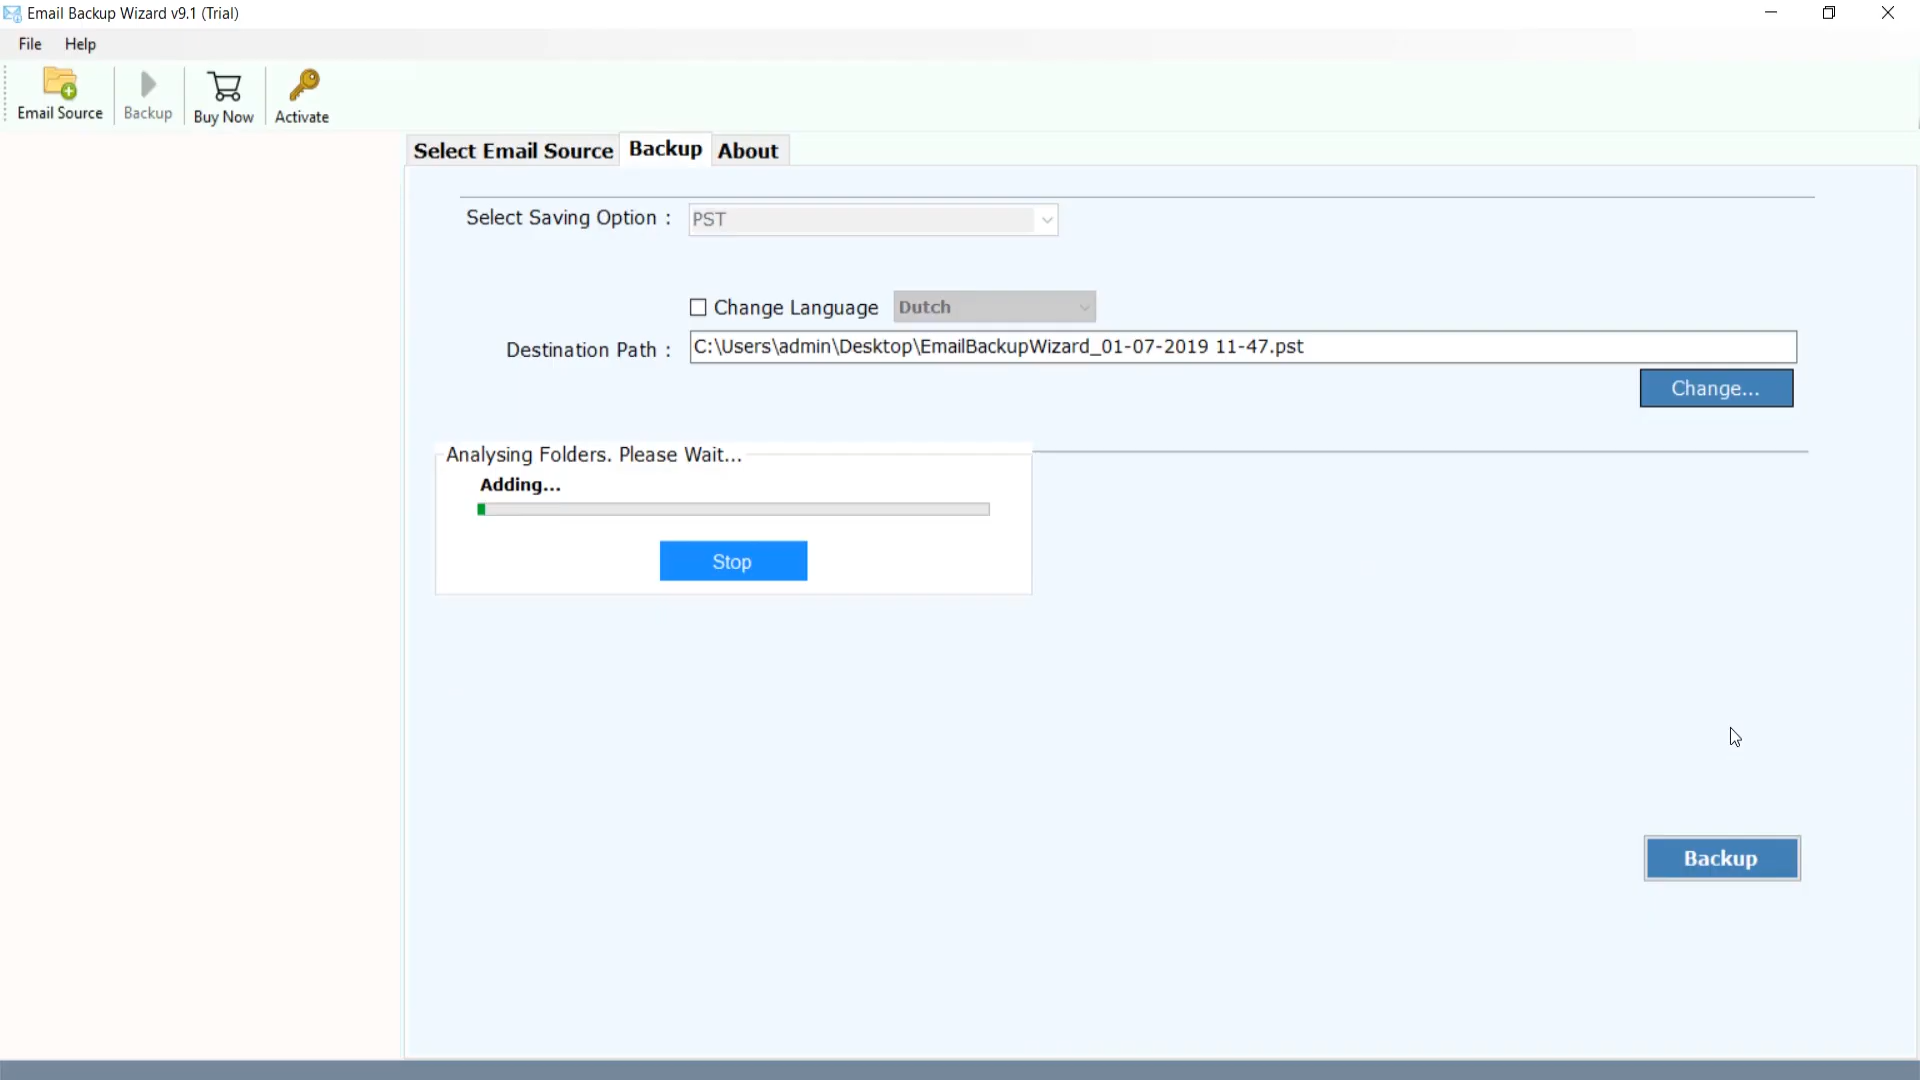 Email Backup Wizard v9.1 (Trial)
File Help
Email Source Backup Buy Now Activate
Select Email Source Backup About
Select Saving Option : PST
Change Language Dutch
Destination Path : C:\Users\admin\Desktop\EmailBackupWizard_01-07-2019 11-47.pst
Change...
Analysing Folders. Please Wait...
Adding...
Stop
Backup